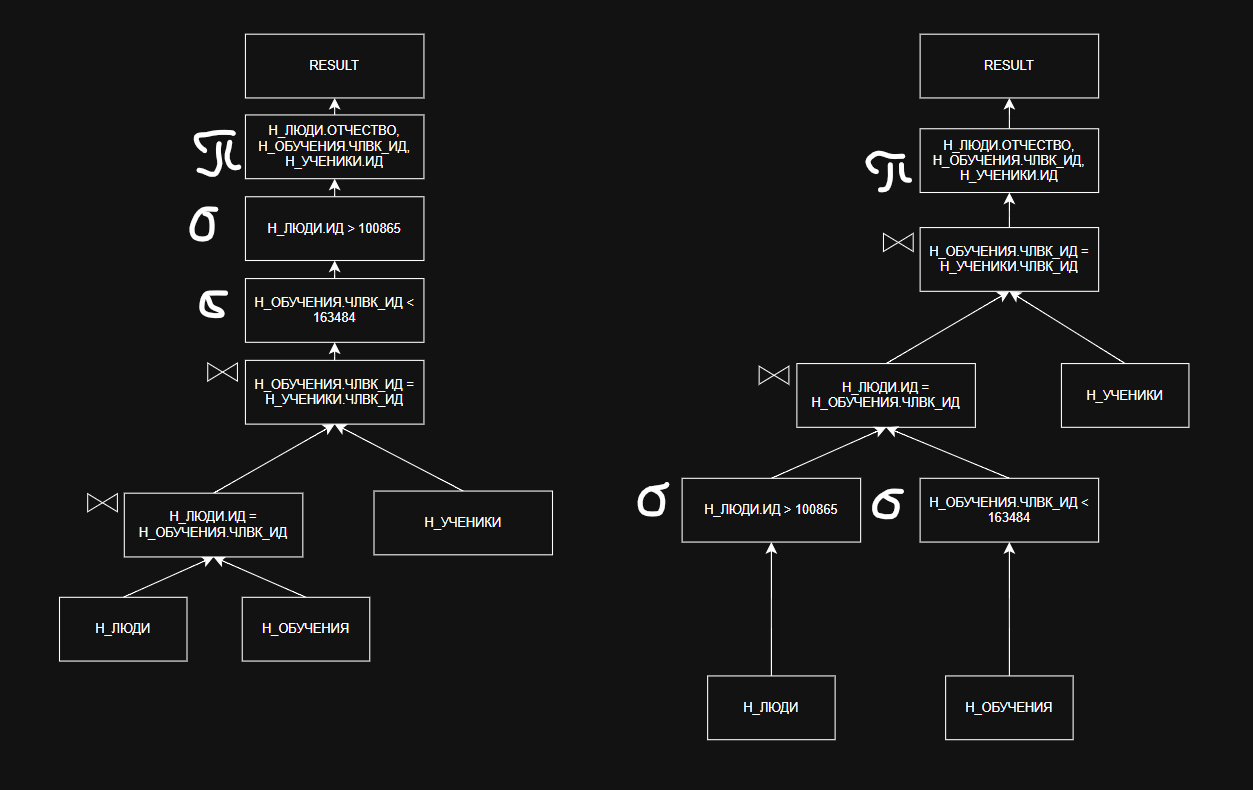 RESULT
π
Н_ЛЮДИ.ОТЧЕСТВО,
Н_ОБУЧЕНИЯ.ЧЛВК_ИД,
Н_УЧЕНИКИ.ИД
σ
Н_ЛЮДИ.ИД > 100865
σ
Н_ОБУЧЕНИЯ.ЧЛВК_ИД <
163484
Н_ОБУЧЕНИЯ.ЧЛВК_ИД =
Н_УЧЕНИКИ.ЧЛВК_ИД
Н_ЛЮДИ.ИД =
Н_ОБУЧЕНИЯ.ЧЛВК_ИД
Н_УЧЕНИКИ
Н_ЛЮДИ
Н_ОБУЧЕНИЯ
RESULT
π
Н_ЛЮДИ.ОТЧЕСТВО,
Н_ОБУЧЕНИЯ.ЧЛВК_ИД,
Н_УЧЕНИКИ.ИД
Н_ОБУЧЕНИЯ.ЧЛВК_ИД =
Н_УЧЕНИКИ.ЧЛВК_ИД
Н_ЛЮДИ.ИД =
Н_ОБУЧЕНИЯ.ЧЛВК_ИД
Н_УЧЕНИКИ
σ
Н_ЛЮДИ.ИД > 100865
σ
Н_ОБУЧЕНИЯ.ЧЛВК_ИД <
163484
Н_ЛЮДИ
Н_ОБУЧЕНИЯ